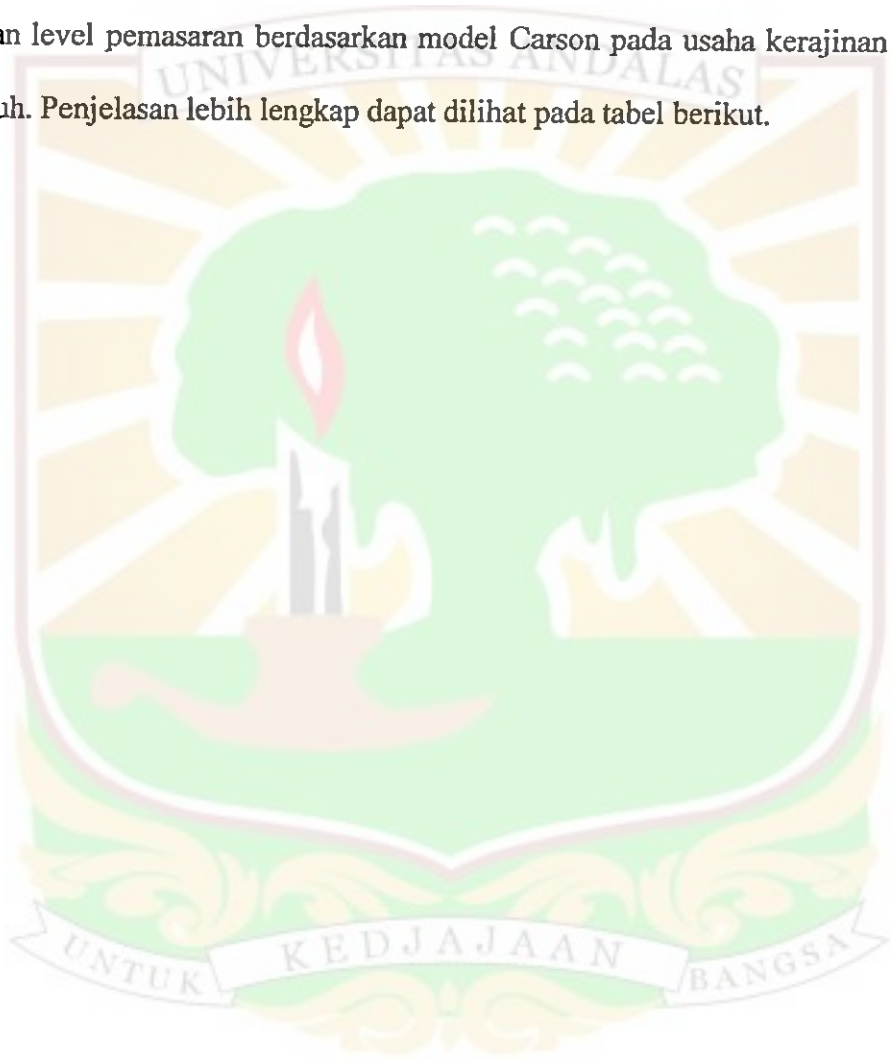 an level pemasaran berdasarkan model Carson pada usaha kerajinan
UNIVERSITAS ANDALAS
uh. Penjelasan lebih lengkap dapat dilihat pada tabel berikut.
UNTUK KEDJAJAAN BANGSA